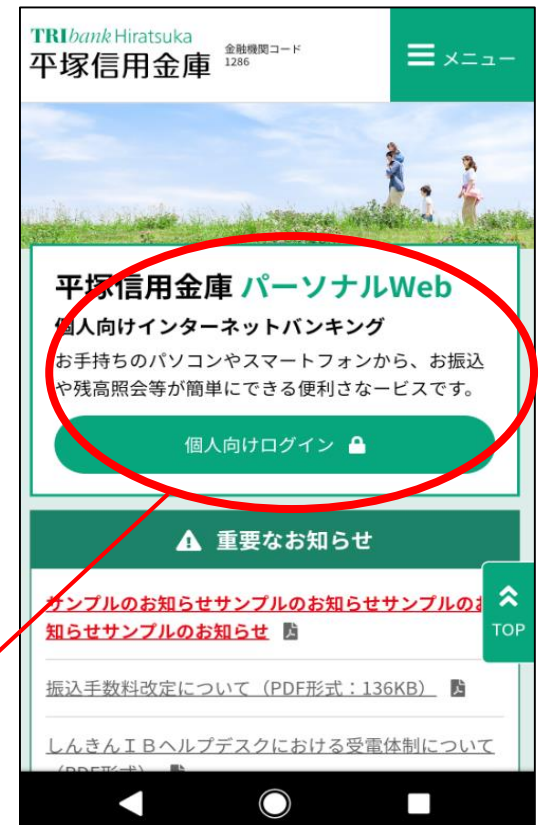 TRIbank Hiratsuka
平塚信用金庫
金融機関コード
1286
メニュー
平塚信用金庫 パーソナルWeb
個人向けインターネットバンキング
お手持ちのパソコンやスマートフォンから、お振込
や残高照会等が簡単にできる便利さなービスです。
個人向けログイン
重要なお知らせ
サンプルのお知らせサンプルのお知らせサンプルのお
知らせサンプルのお知らせ
TOP
振込手数料改定について（PDF形式：136KB）
しんきんＩＢヘルプデスクにおける受電体制について
（PDF形式）